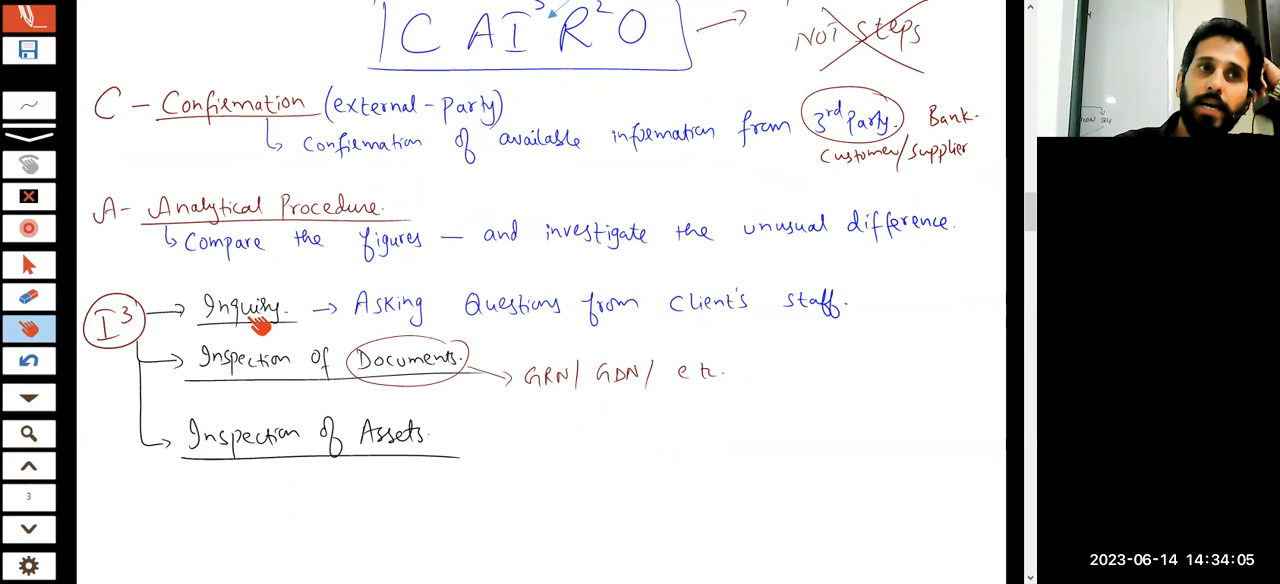 C A I³ R² O → NOT steps
C - Confirmation (external-Party)
↳ Confirmation of available information from 3rd Party. Bank.
Customer/Supplier
A- Analytical Procedure.
↳ Compare the figures — and investigate the unusual difference.
I³ → Inquiry. → Asking Questions from Client's staff.
→ Inspection of Documents. → GRN/ GDN/ etc.
→ Inspection of Assets.
3
2023-06-14 14:34:05